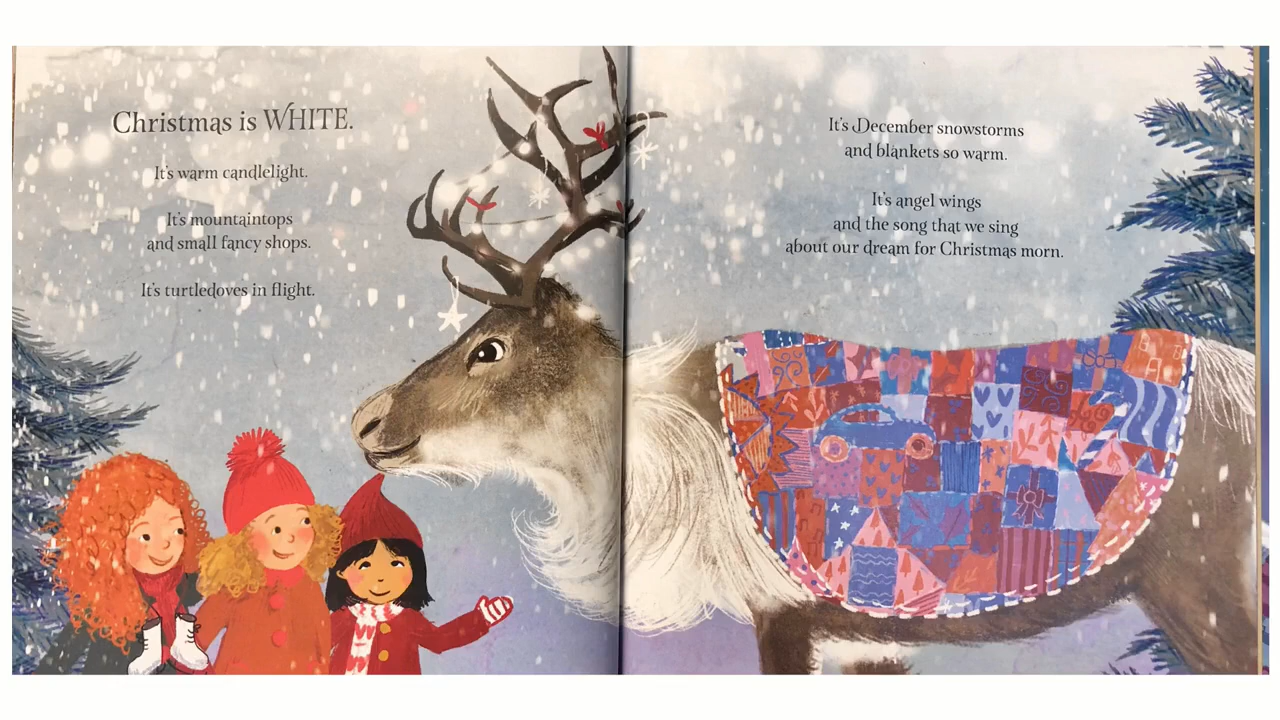 Christmas is WHITE.
It's warm candlelight.
It's mountaintops
and small fancy shops.
It's turtledoves in flight.
It's December snowstorms
and blankets so warm.
It's angel wings
and the song that we sing
about our dream for Christmas morn.